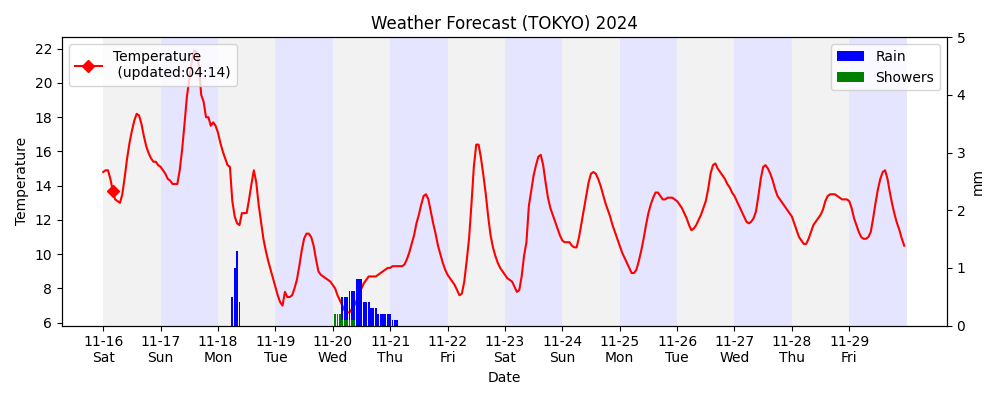 Weather Forecast (TOKYO) 2024
Temperature
(updated:04:14)
Rain
Showers
Temperature
22
20
18
16
14
12
10
8
6
5
4
3
2
1
0
mm
11-16 11-17 11-18 11-19 11-20 11-21 11-22 11-23 11-24 11-25 11-26 11-27 11-28 11-29
Sat Sun Mon Tue Wed Thu Fri Sat Sun Mon Tue Wed Thu Fri
Date